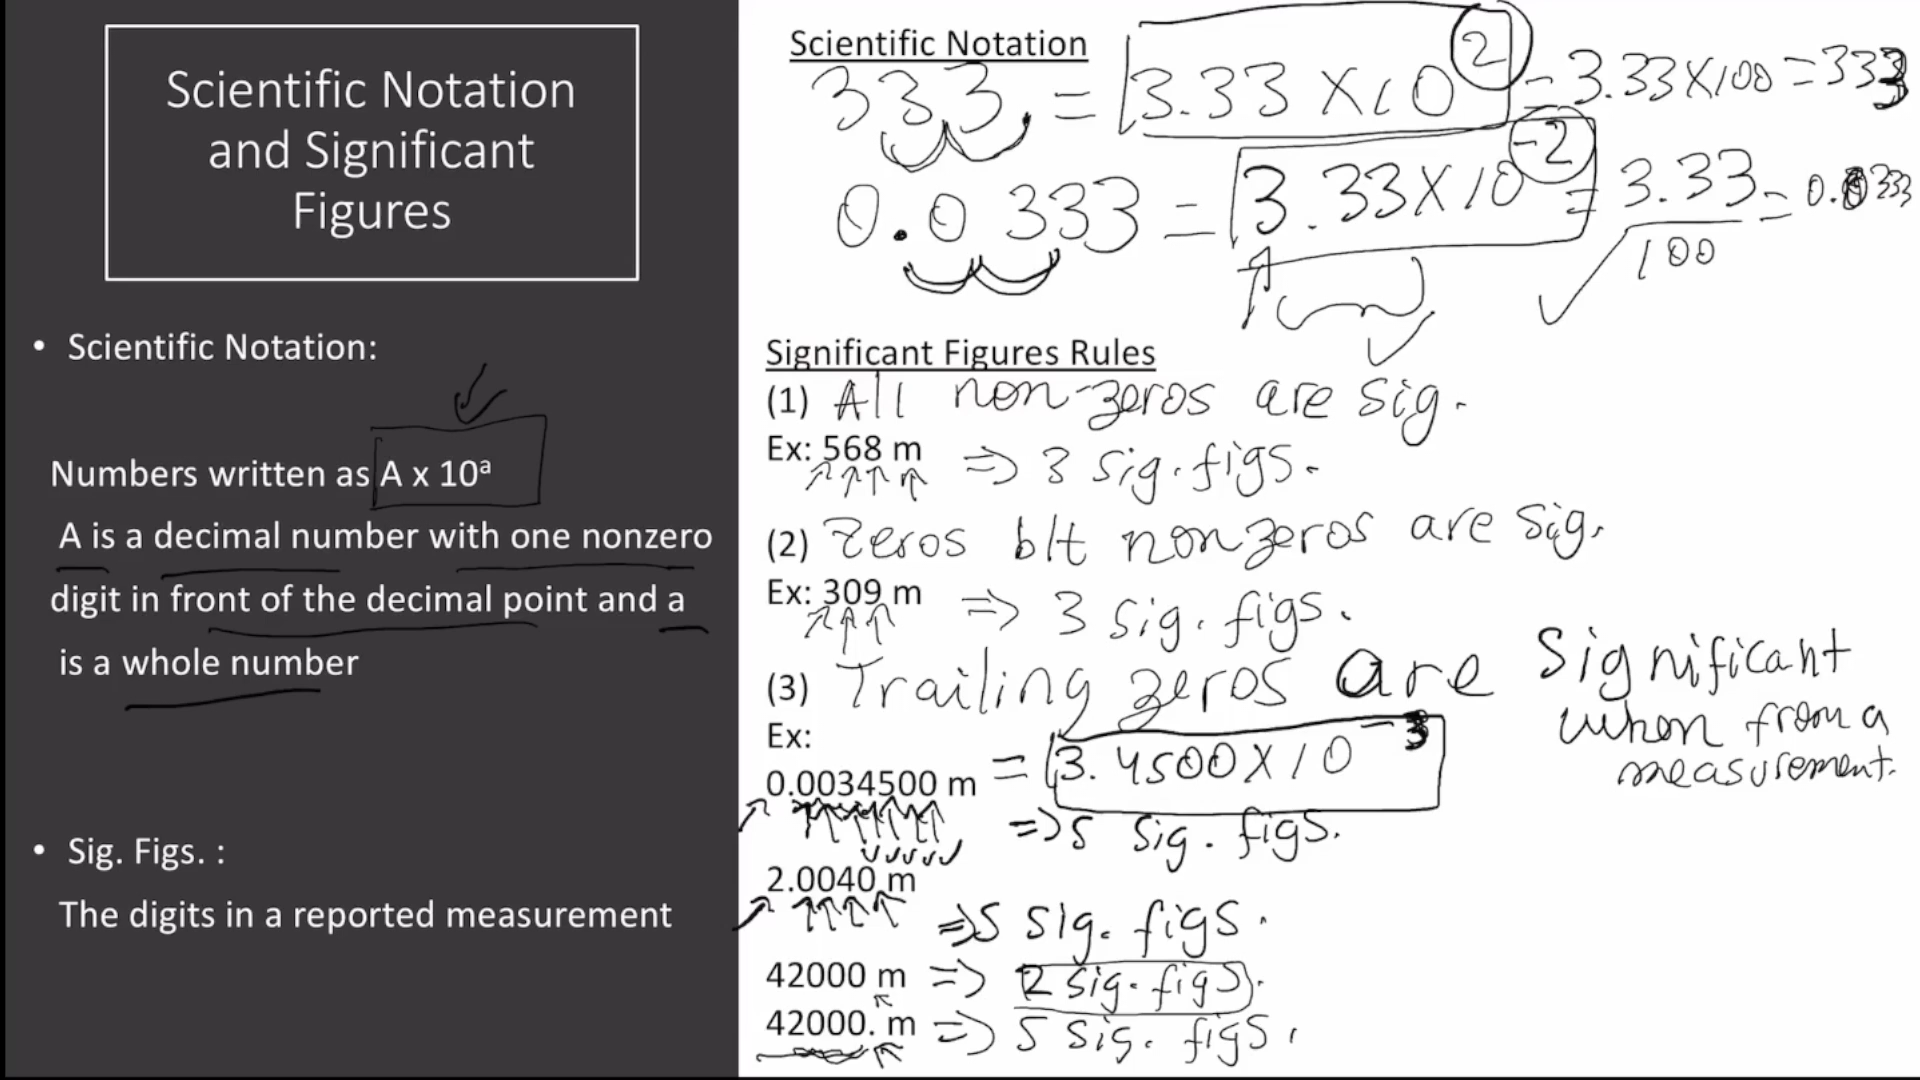 Scientific Notation
and Significant
Figures
• Scientific Notation:
Numbers written as A x 10ᵃ
A is a decimal number with one nonzero
digit in front of the decimal point and a
is a whole number
• Sig. Figs. :
The digits in a reported measurement
Scientific Notation
333. = 3.33 X 10² = 3.33 X 100 = 333
0.0333 = 3.33 X 10⁻² = 3.33/100 = 0.0333
Significant Figures Rules
(1) All non-zeros are sig.
Ex: 568 m => 3 sig. figs.
(2) Zeros b/t nonzeros are sig.
Ex: 309 m => 3 sig. figs.
(3) Trailing zeros are significant
when from a
measurement.
Ex:
0.0034500 m = 3.4500 X 10⁻³
=> 5 sig. figs.
2.0040 m
=> 5 sig. figs.
42000 m => 2 sig. figs.
42000. m => 5 sig. figs.